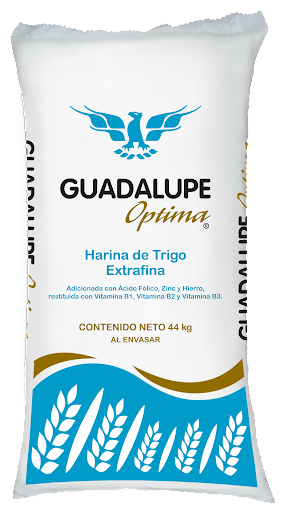 GUADALUPE
Optima®
Harina de Trigo
Extrafina
Adicionada con Ácido Fólico, Zinc y Hierro,
restituida con Vitamina B1, Vitamina B2 y Vitamina B3.
CONTENIDO NETO 44 kg
AL ENVASAR
GUADALUPE
GUADALUPE
Optima